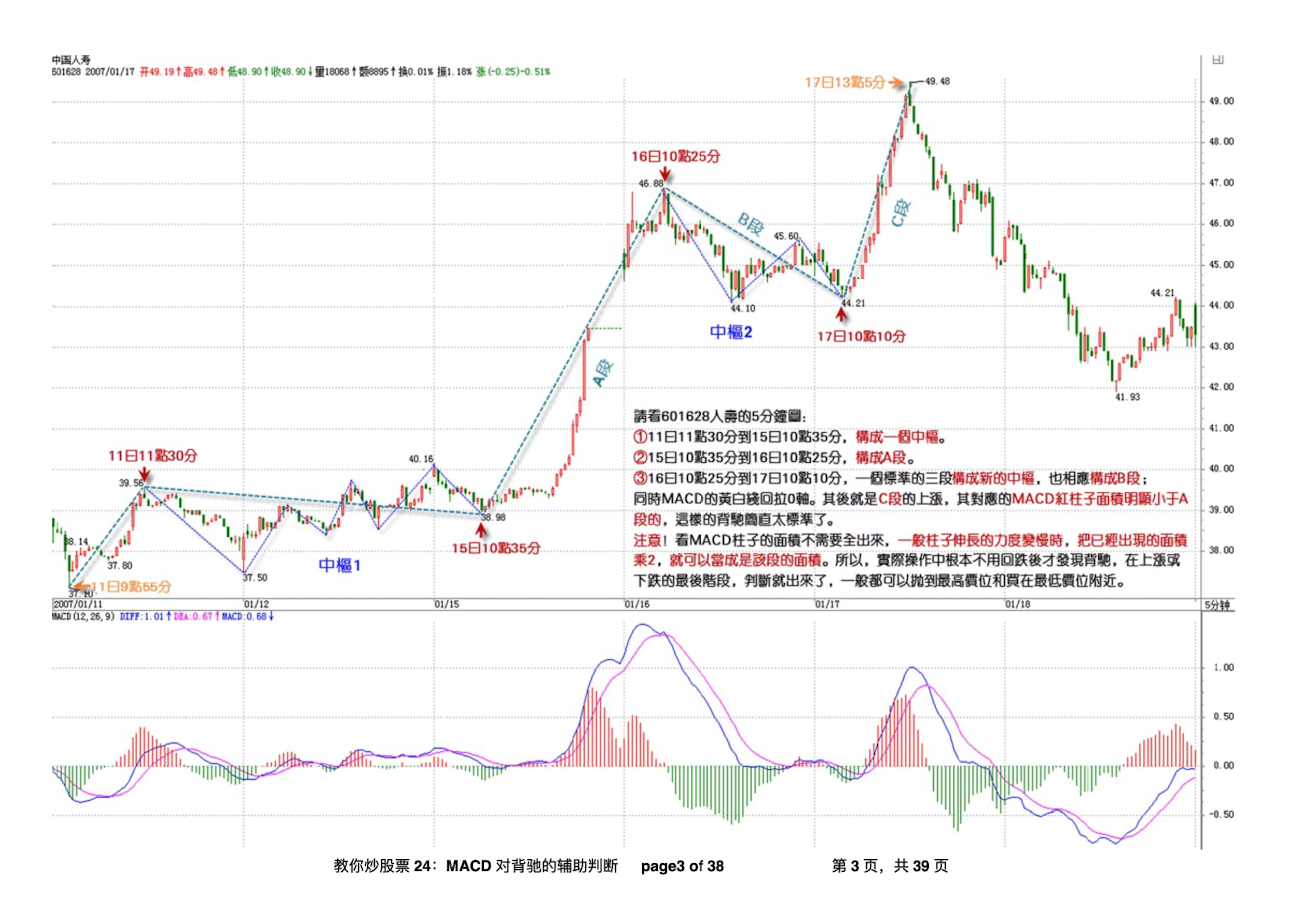 中国人寿
601628 2007/01/17 开49.19↑高49.48↑低48.90↑收48.90↓量18068↑额8895↑换0.01% 振1.18% 涨(-0.25)-0.51%
17日13點5分
49.48
49.00
48.00
16日10點25分
46.88
47.00
B段
C段
46.00
45.60
45.00
44.21
44.10
44.21
44.00
中樞2
17日10點10分
43.00
A段
42.00
41.93
請看601628人壽的5分鐘圖:
①11日11點30分到15日10點35分，構成一個中樞。
②15日10點35分到16日10點25分，構成A段。
③16日10點25分到17日10點10分，一個標準的三段構成新的中樞，也相應構成B段；
同時MACD的黃白綫回拉0軸。其後就是C段的上漲，其對應的MACD紅柱子面積明顯小于A
段的，這樣的背馳簡直太標準了。
注意！看MACD柱子的面積不需要全出來，一般柱子伸長的力度變慢時，把已經出現的面積
乘2，就可以當成是該段的面積。所以，實際操作中根本不用回跌後才發現背馳，在上漲或
下跌的最後階段，判斷就出來了，一般都可以拋到最高價位和買在最低價位附近。
41.00
11日11點30分
40.16
40.00
39.56
39.00
38.98
38.14
15日10點35分
38.00
37.80
中樞1
37.50
11日9點55分
37.10
2007/01/11 01/12 01/15 01/16 01/17 01/18 5分钟
MACD(12,26,9) DIFF:1.01↑DEA:0.67↑MACD:0.68↓
1.00
0.50
0.00
-0.50
教你炒股票 24：MACD 对背驰的辅助判断 page3 of 38 第 3 页，共 39 页